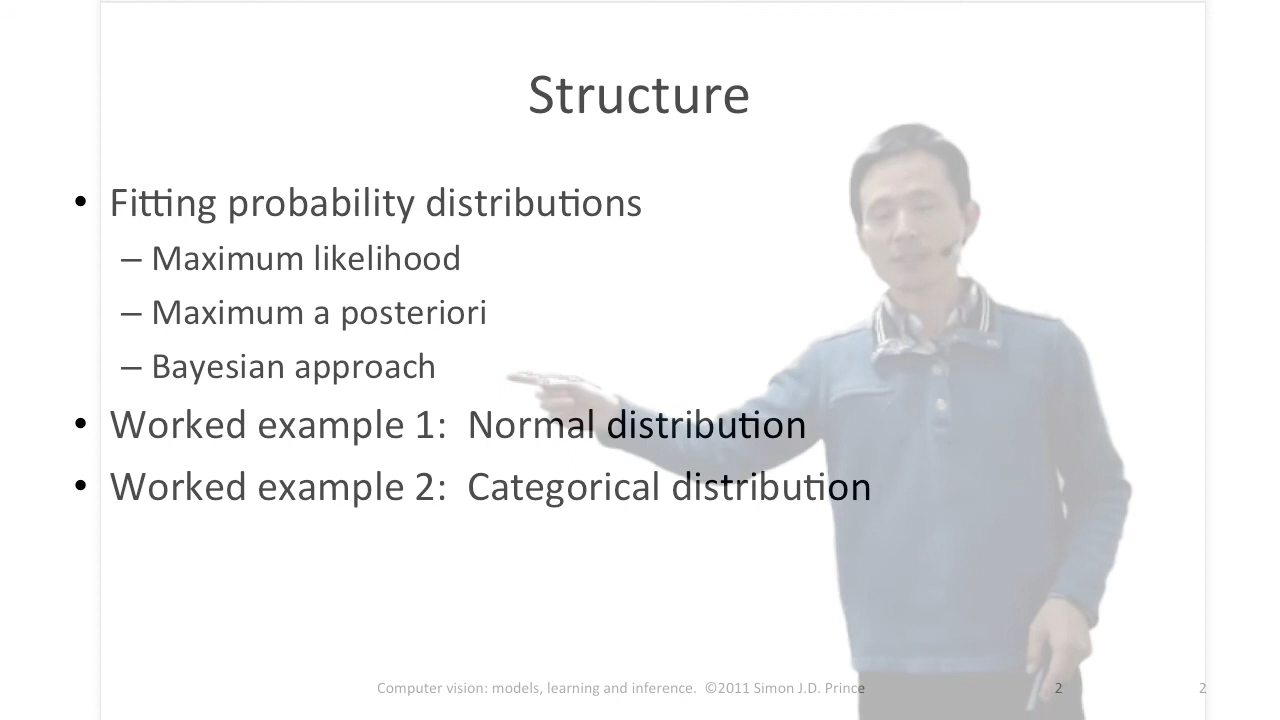 Structure
• Fitting probability distributions
– Maximum likelihood
– Maximum a posteriori
– Bayesian approach
• Worked example 1:  Normal distribution
• Worked example 2:  Categorical distribution
Computer vision: models, learning and inference.  ©2011 Simon J.D. Prince 2 2